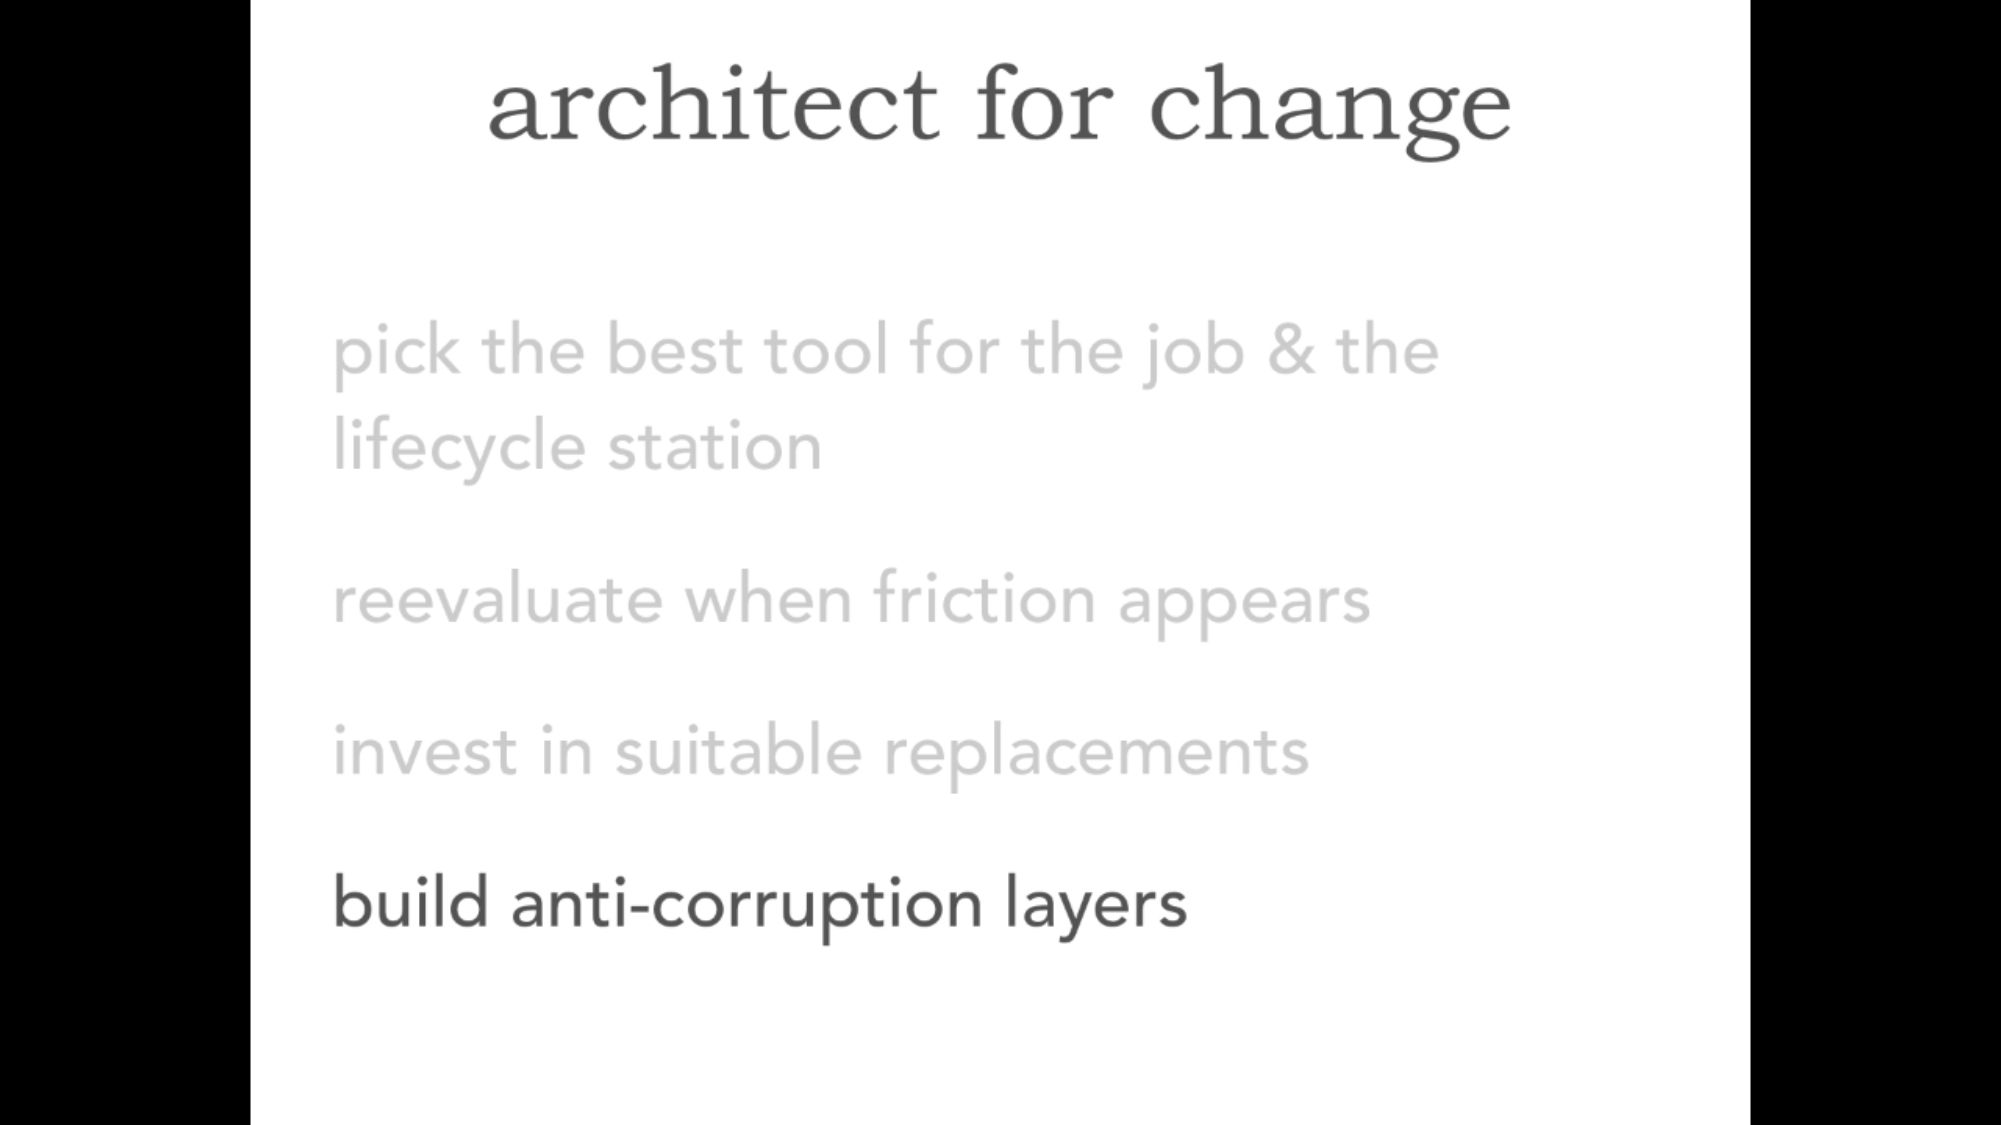 architect for change
pick the best tool for the job & the
lifecycle station
reevaluate when friction appears
invest in suitable replacements
build anti-corruption layers